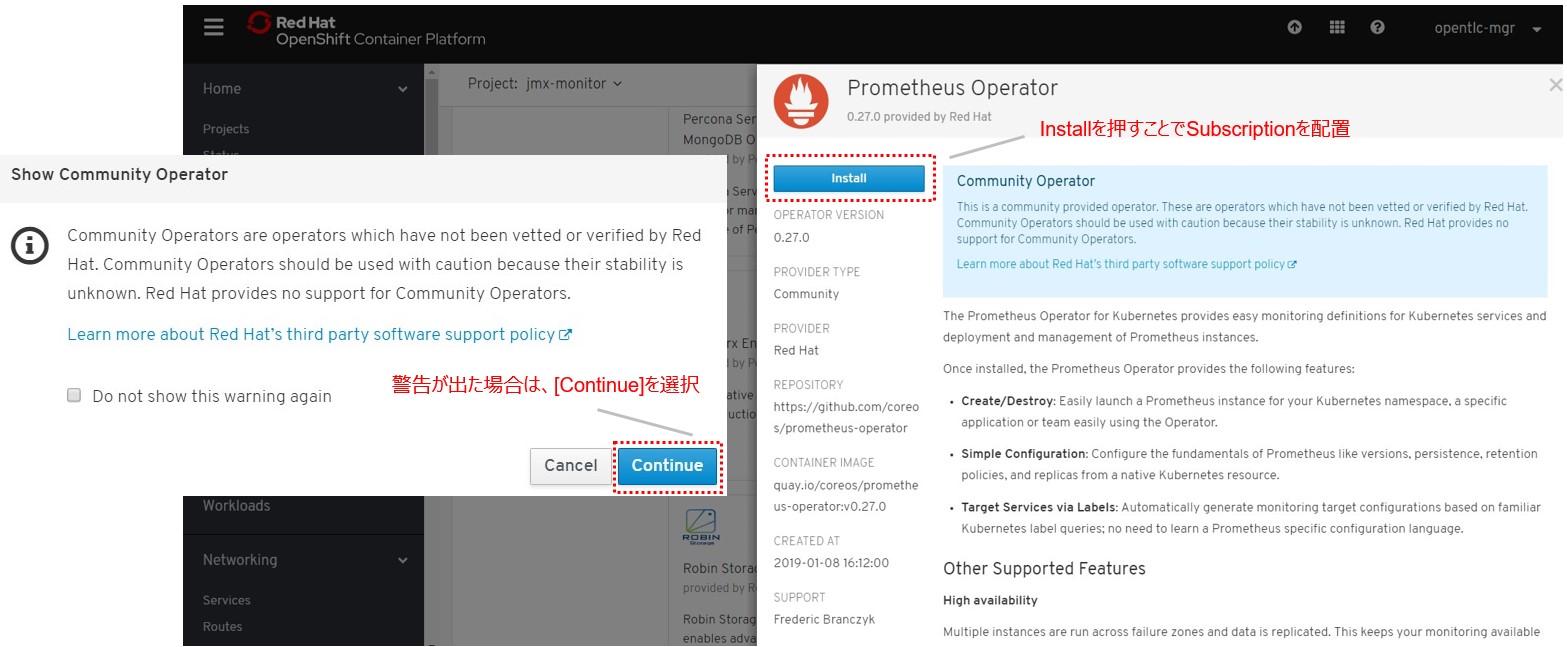 Red Hat
OpenShift Container Platform
opentlc-mgr
Home
Projects
Project: jmx-monitor
Percona Ser
MongoDB O
Show Community Operator
Community Operators are operators which have not been vetted or verified by Red
Hat. Community Operators should be used with caution because their stability is
unknown. Red Hat provides no support for Community Operators.
Learn more about Red Hat's third party software support policy
Do not show this warning again
警告が出た場合は、[Continue]を選択
Cancel
Continue
Workloads
Networking
Services
Routes
ROBIN
Storage
Robin Stora
provided by R
Robin Storag
enables adva
Prometheus Operator
0.27.0 provided by Red Hat
Installを押すことでSubscriptionを配置
Install
OPERATOR VERSION
0.27.0
PROVIDER TYPE
Community
PROVIDER
Red Hat
REPOSITORY
https://github.com/coreo
s/prometheus-operator
CONTAINER IMAGE
quay.io/coreos/promethe
us-operator:v0.27.0
CREATED AT
2019-01-08 16:12:00
SUPPORT
Frederic Branczyk
Community Operator
This is a community provided operator. These are operators which have not been vetted or verified by Red Hat.
Community Operators should be used with caution because their stability is unknown. Red Hat provides no
support for Community Operators.
Learn more about Red Hat's third party software support policy
The Prometheus Operator for Kubernetes provides easy monitoring definitions for Kubernetes services and
deployment and management of Prometheus instances.
Once installed, the Prometheus Operator provides the following features:
• Create/Destroy: Easily launch a Prometheus instance for your Kubernetes namespace, a specific
application or team easily using the Operator.
• Simple Configuration: Configure the fundamentals of Prometheus like versions, persistence, retention
policies, and replicas from a native Kubernetes resource.
• Target Services via Labels: Automatically generate monitoring target configurations based on familiar
Kubernetes label queries; no need to learn a Prometheus specific configuration language.
Other Supported Features
High availability
Multiple instances are run across failure zones and data is replicated. This keeps your monitoring available